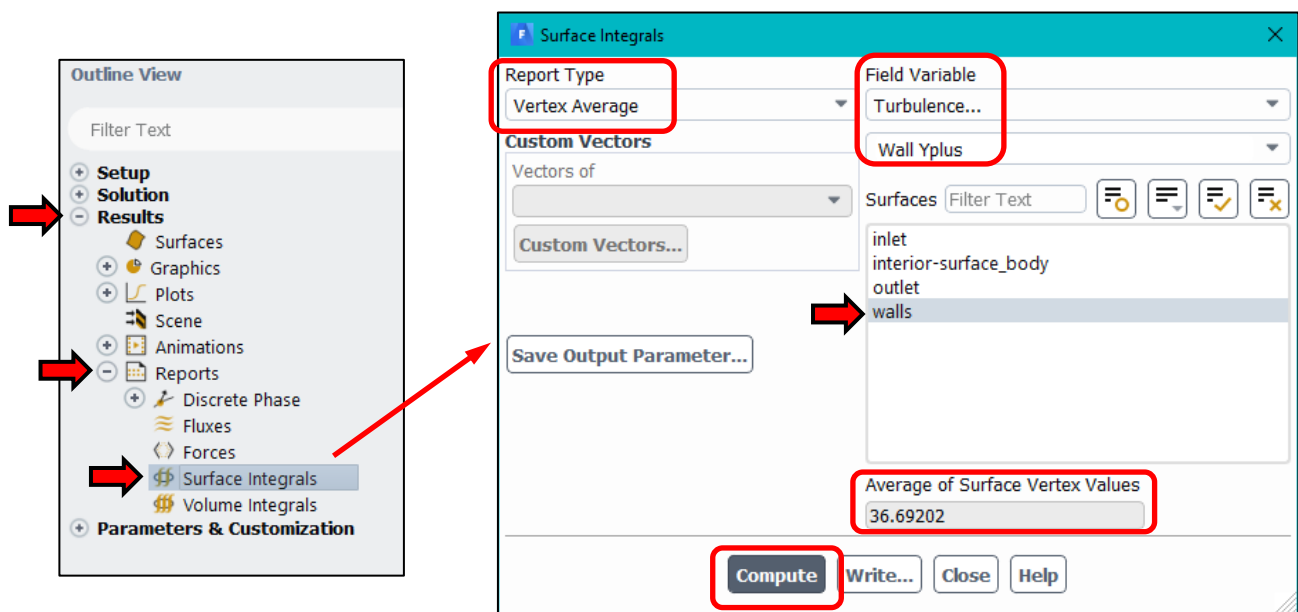 Outline View
Filter Text
Setup
Solution
Results
Surfaces
Graphics
Plots
Scene
Animations
Reports
Discrete Phase
Fluxes
Forces
Surface Integrals
Volume Integrals
Parameters & Customization
F Surface Integrals
Report Type
Vertex Average
Custom Vectors
Vectors of
Custom Vectors...
Save Output Parameter...
Field Variable
Turbulence...
Wall Yplus
Surfaces Filter Text
inlet
interior-surface_body
outlet
walls
Average of Surface Vertex Values
36.69202
Compute Write... Close Help